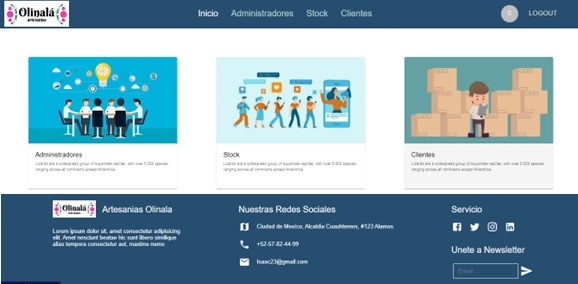 Olinalá
artesanias
Inicio
Administradores
Stock
Clientes
C
LOGOUT
Administradores
Lizards are a widespread group of squamate reptiles, with over 6,000 species,
ranging across all continents except Antarctica
Stock
Lizards are a widespread group of squamate reptiles, with over 6,000 species,
ranging across all continents except Antarctica
Clientes
Lizards are a widespread group of squamate reptiles, with over 6,000 species,
ranging across all continents except Antarctica
Olinalá
Artesanias Olinala
Lorem ipsum dolor sit, amet consectetur adipisicing
elit. Amet nesciunt beatae hic sunt libero similique
alias tempora consectetur aut, maxime nemo
Nuestras Redes Sociales
Ciudad de Mexico, Alcaldía Cuauhtemoc, #123 Alamos
+52-57-82-44-99
Isaac23@gmail.com
Servicio
Unete a Newsletter
Email